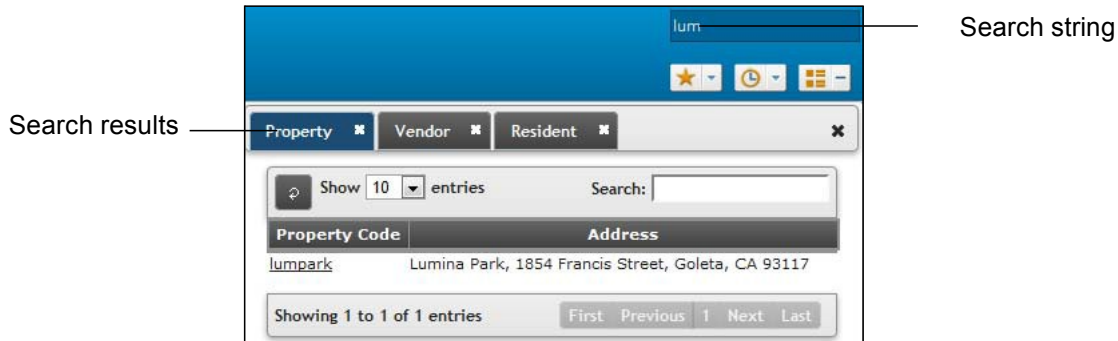 lum
Search string
Search results
Property Vendor Resident
Show 10 entries Search:
Property Code Address
lumpark Lumina Park, 1854 Francis Street, Goleta, CA 93117
Showing 1 to 1 of 1 entries First Previous 1 Next Last